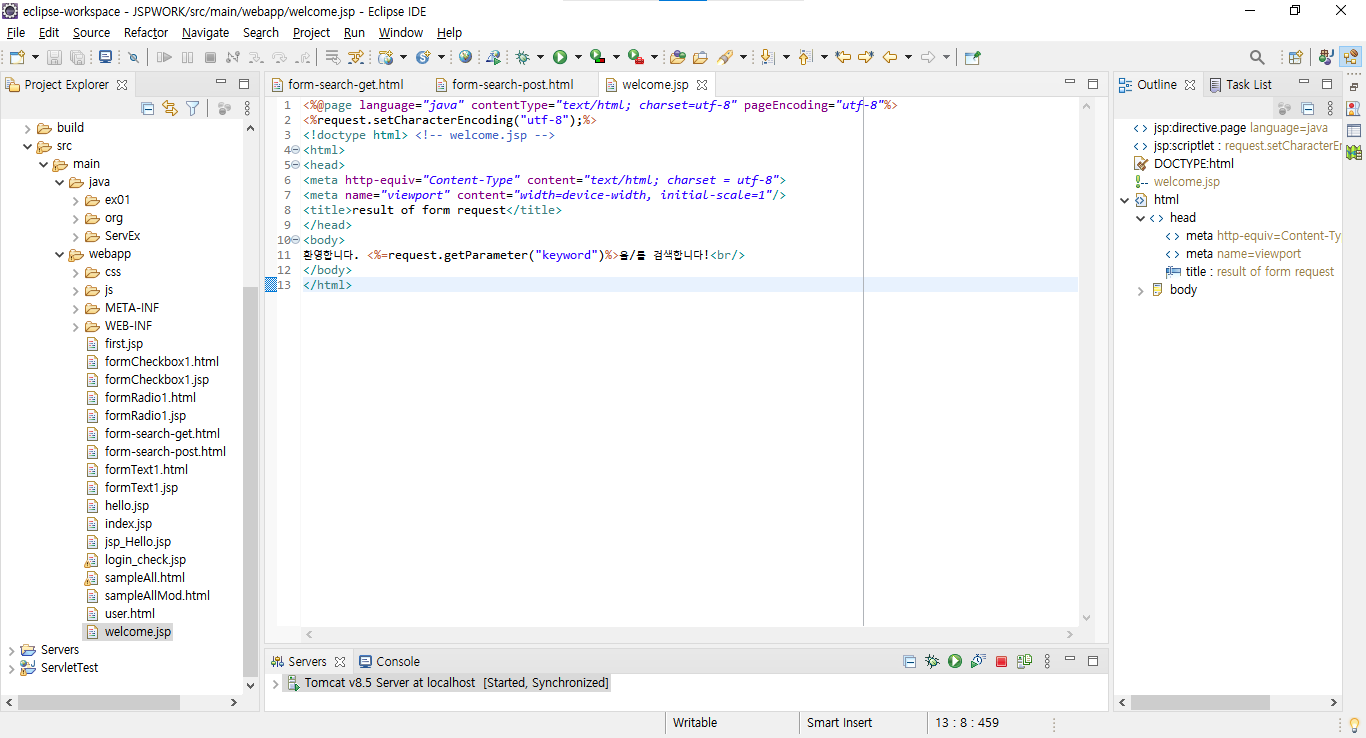 eclipse-workspace - JSPWORK/src/main/webapp/welcome.jsp - Eclipse IDE
File Edit Source Refactor Navigate Search Project Run Window Help
Project Explorer
build
src
main
java
ex01
org
ServEx
webapp
css
js
META-INF
WEB-INF
first.jsp
formCheckbox1.html
formCheckbox1.jsp
formRadio1.html
formRadio1.jsp
form-search-get.html
form-search-post.html
formText1.html
formText1.jsp
hello.jsp
index.jsp
jsp_Hello.jsp
login_check.jsp
sampleAll.html
sampleAllMod.html
user.html
welcome.jsp
Servers
ServletTest
form-search-get.html form-search-post.html welcome.jsp
1 <%@page language="java" contentType="text/html; charset=utf-8" pageEncoding="utf-8"%>
2 <%request.setCharacterEncoding("utf-8");%>
3 <!doctype html> <!-- welcome.jsp -->
4 <html>
5 <head>
6 <meta http-equiv="Content-Type" content="text/html; charset = utf-8">
7 <meta name="viewport" content="width=device-width, initial-scale=1"/>
8 <title>result of form request</title>
9 </head>
10 <body>
11 환영합니다. <%=request.getParameter("keyword")%>을/를 검색합니다!<br/>
12 </body>
13 </html>
Servers Console
Tomcat v8.5 Server at localhost [Started, Synchronized]
Outline Task List
jsp:directive.page language=java
jsp:scriptlet : request.setCharacterEr
DOCTYPE:html
welcome.jsp
html
head
meta http-equiv=Content-Ty
meta name=viewport
title : result of form request
body
Writable Smart Insert 13 : 8 : 459